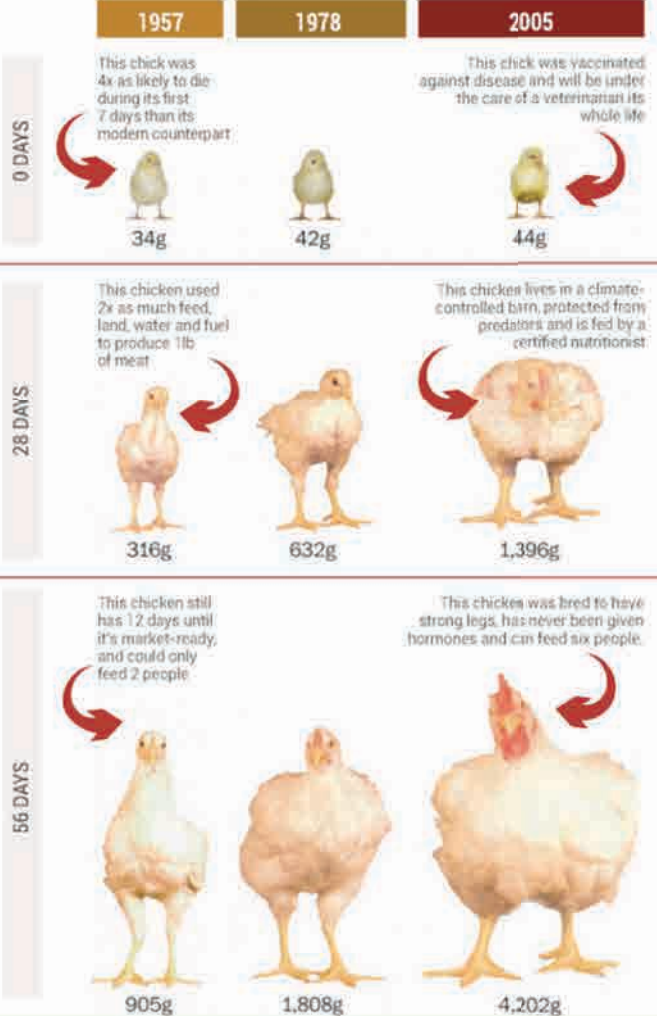 1957
1978
2005
0 DAYS
This chick was
4x as likely to die
during its first
7 days than its
modern counterpart
This chick was vaccinated
against disease and will be under
the care of a veterinarian its
whole life
34g
42g
44g
28 DAYS
This chicken used
2x as much feed,
land, water and fuel
to produce 1lb
of meat
This chicken lives in a climate-
controlled barn, protected from
predators and is fed by a
certified nutritionist
316g
632g
1,396g
56 DAYS
This chicken still
has 12 days until
it's market-ready,
and could only
feed 2 people
This chicken was bred to have
strong legs, has never been given
hormones and can feed six people.
905g
1,808g
4,202g